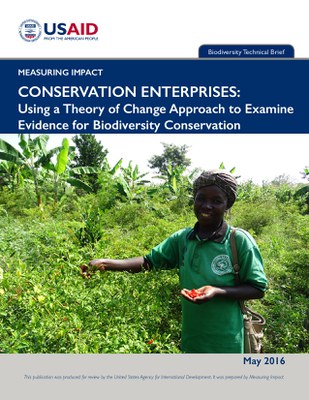 USAID
FROM THE AMERICAN PEOPLE
Biodiversity Technical Brief
MEASURING IMPACT
CONSERVATION ENTERPRISES:
Using a Theory of Change Approach to Examine
Evidence for Biodiversity Conservation
May 2016
This publication was produced for review by the United States Agency for International Development. It was prepared by Measuring Impact.